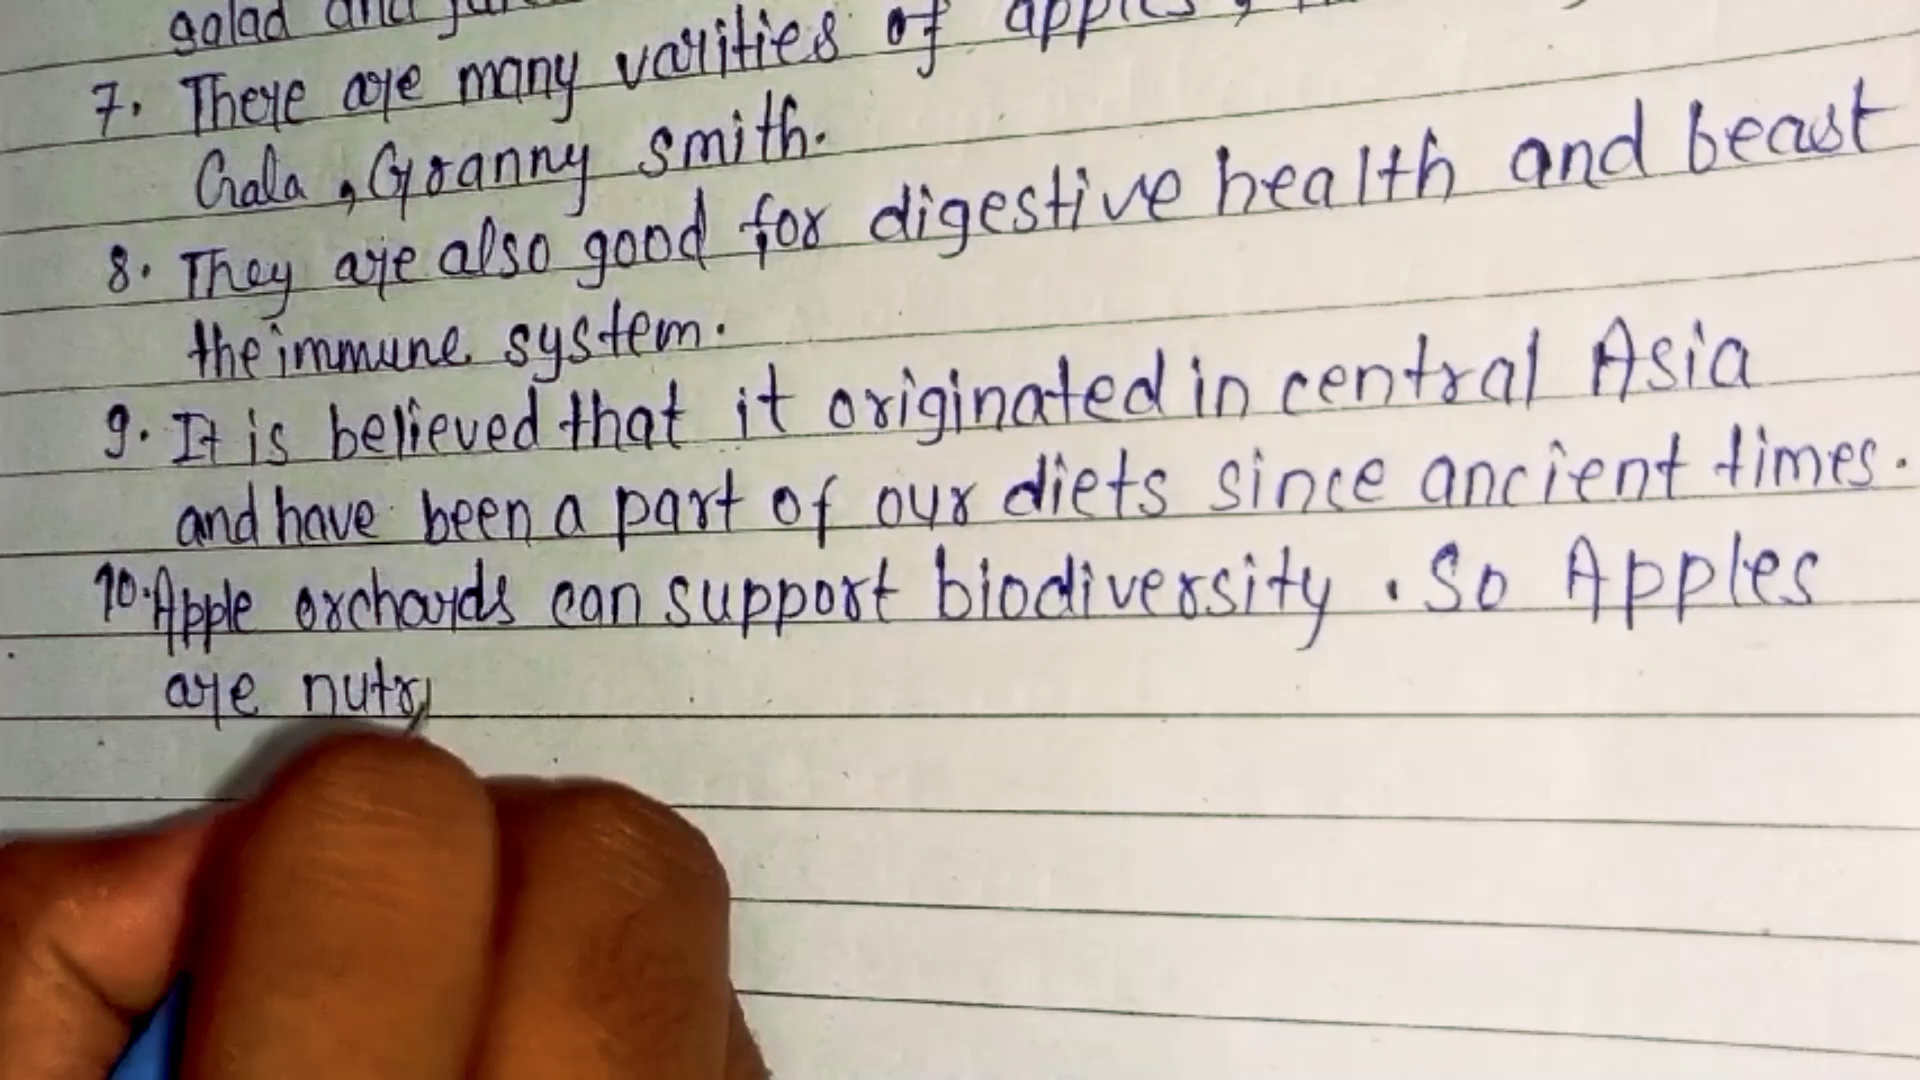 salad and
7. There are many varities of apples,
Gala, Granny smith.
8. They are also good for digestive health and beast
the immune system.
9. It is believed that it originated in central Asia
and have been a part of our diets since ancient times.
10. Apple orchards can support biodiversity. So Apples
are nutr